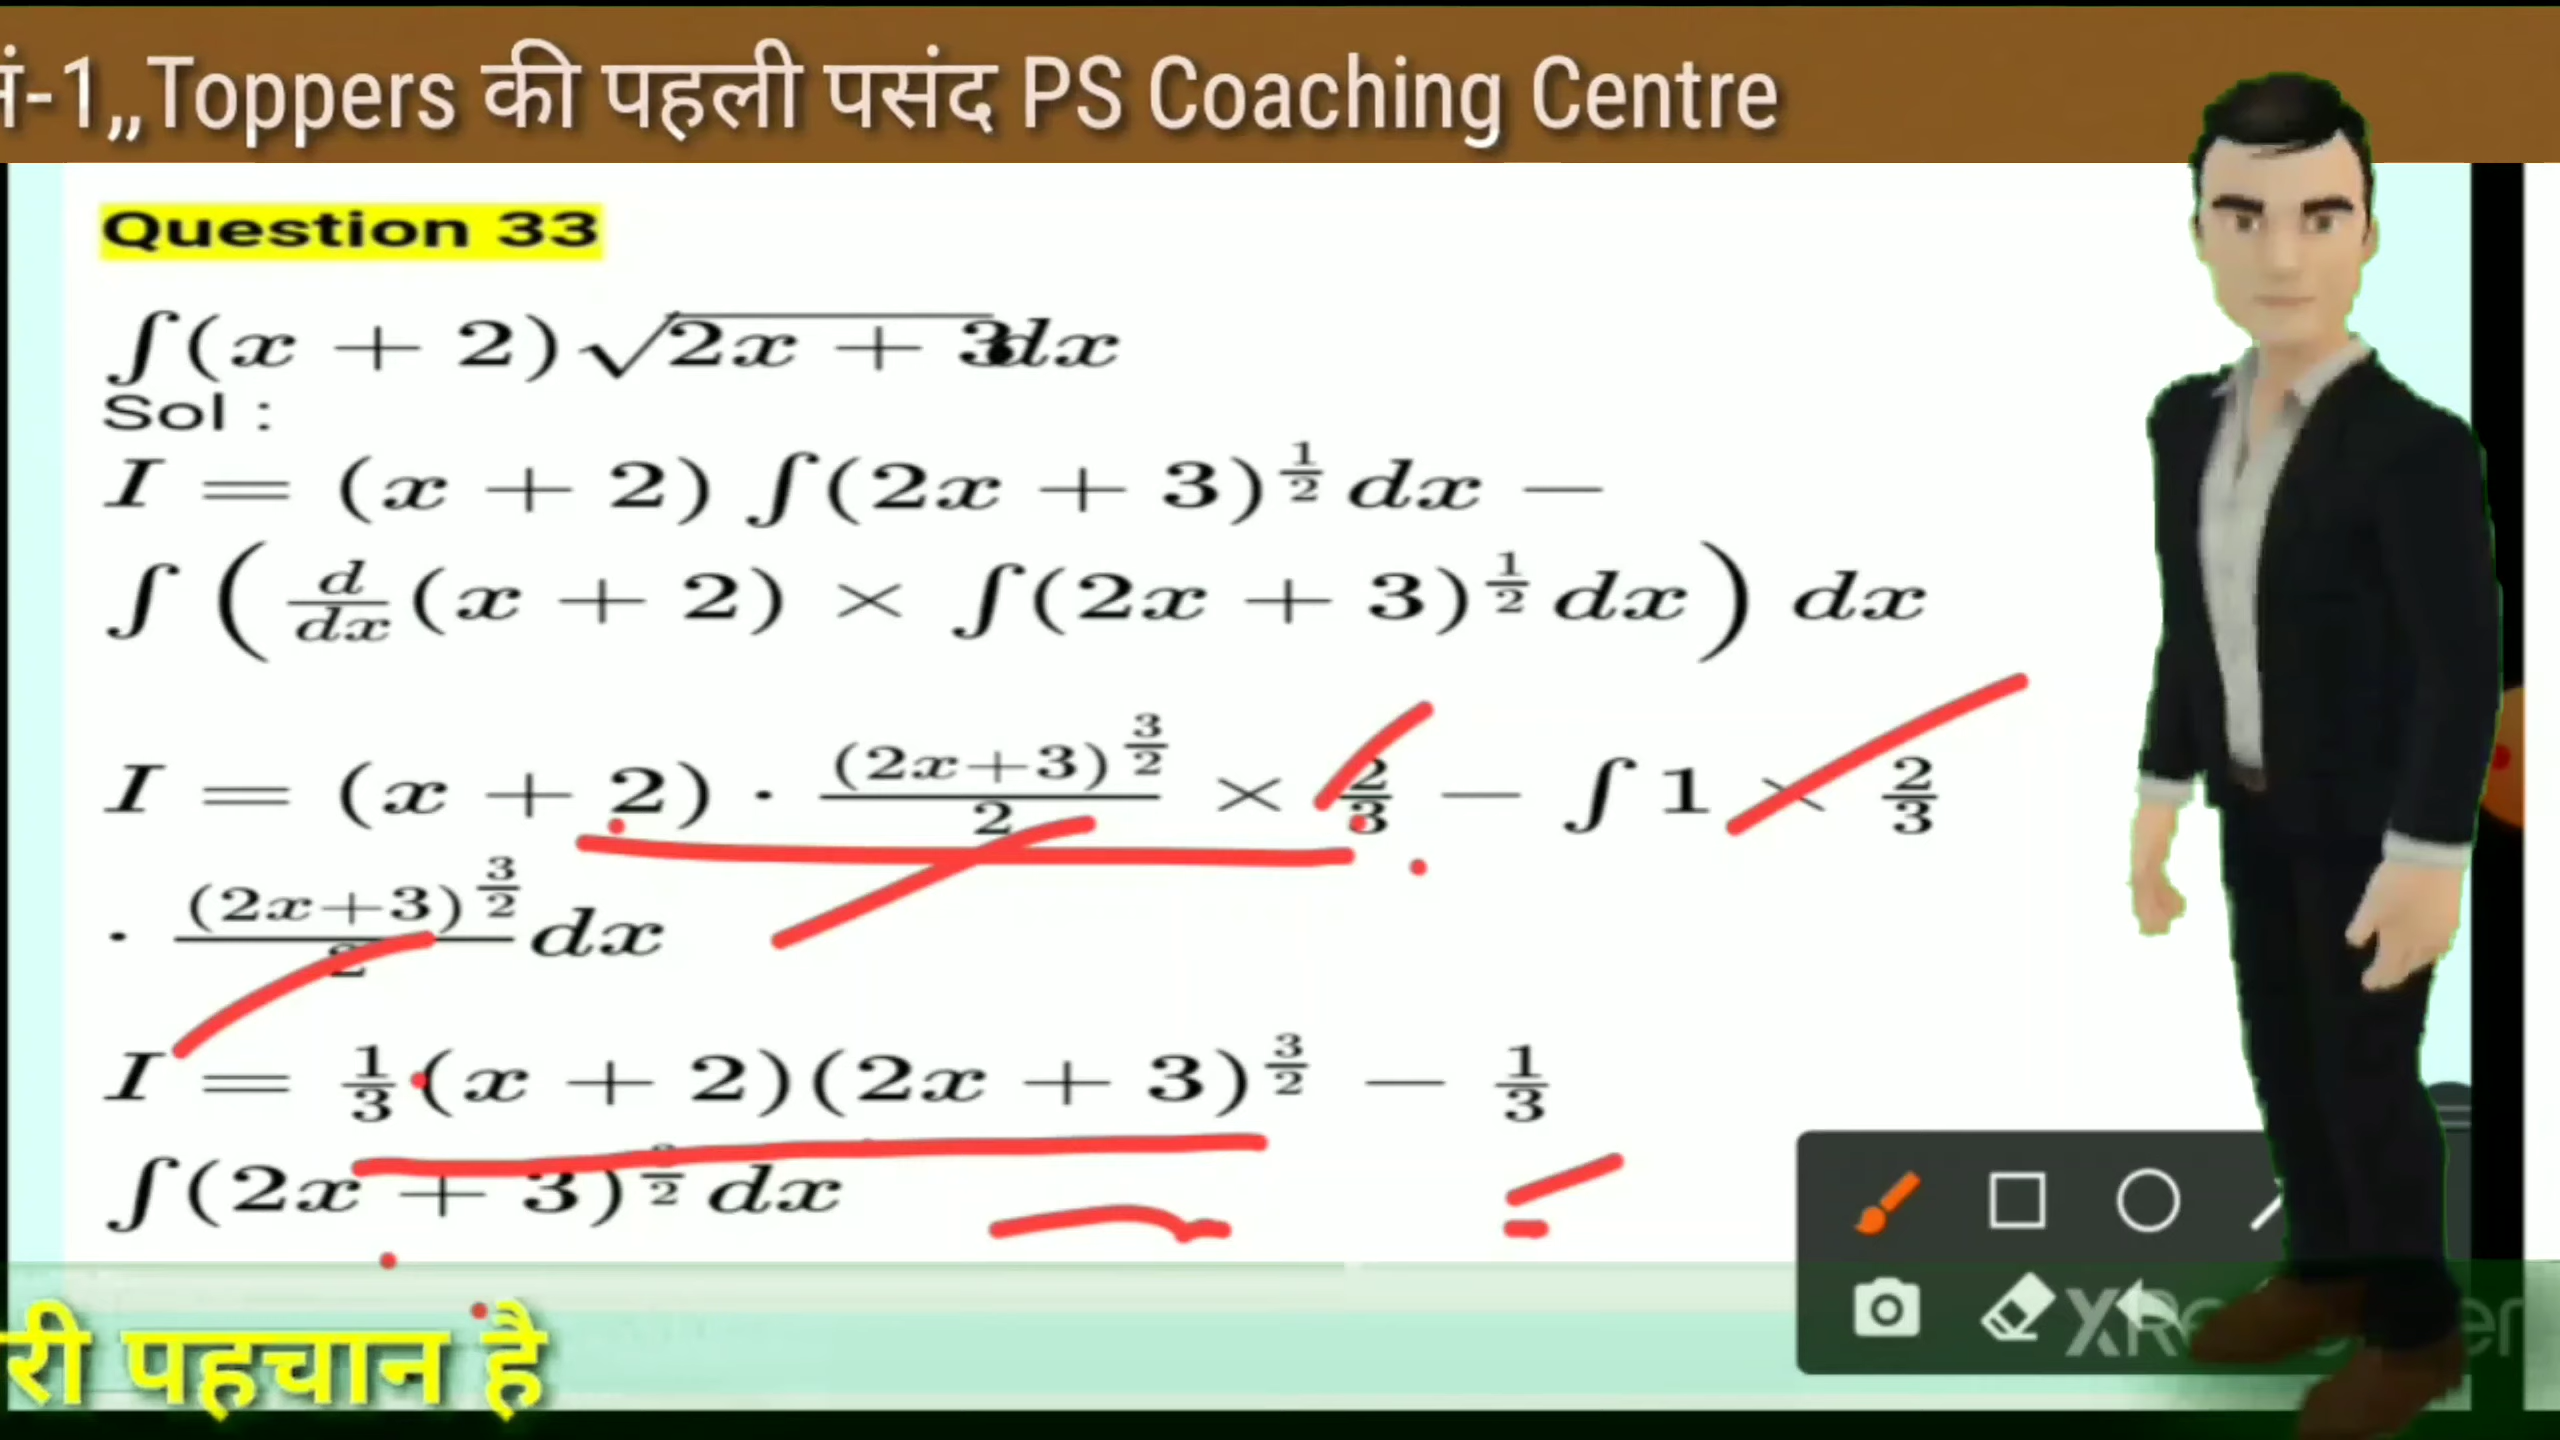 -1,,Toppers की पहली पसंद PS Coaching Centre
Question 33
∫(x + 2)√(2x + 3)dx
Sol :
I = (x + 2) ∫(2x + 3)^(1/2) dx −
∫ (d/dx (x + 2) × ∫(2x + 3)^(1/2) dx) dx
I = (x + 2) · (2x+3)^(3/2)/2 × 2/3 − ∫ 1 × 2/3
· (2x+3)^(3/2)/2 dx
I = 1/3 (x + 2)(2x + 3)^(3/2) − 1/3
∫(2x + 3)^(3/2) dx
री पहचान है